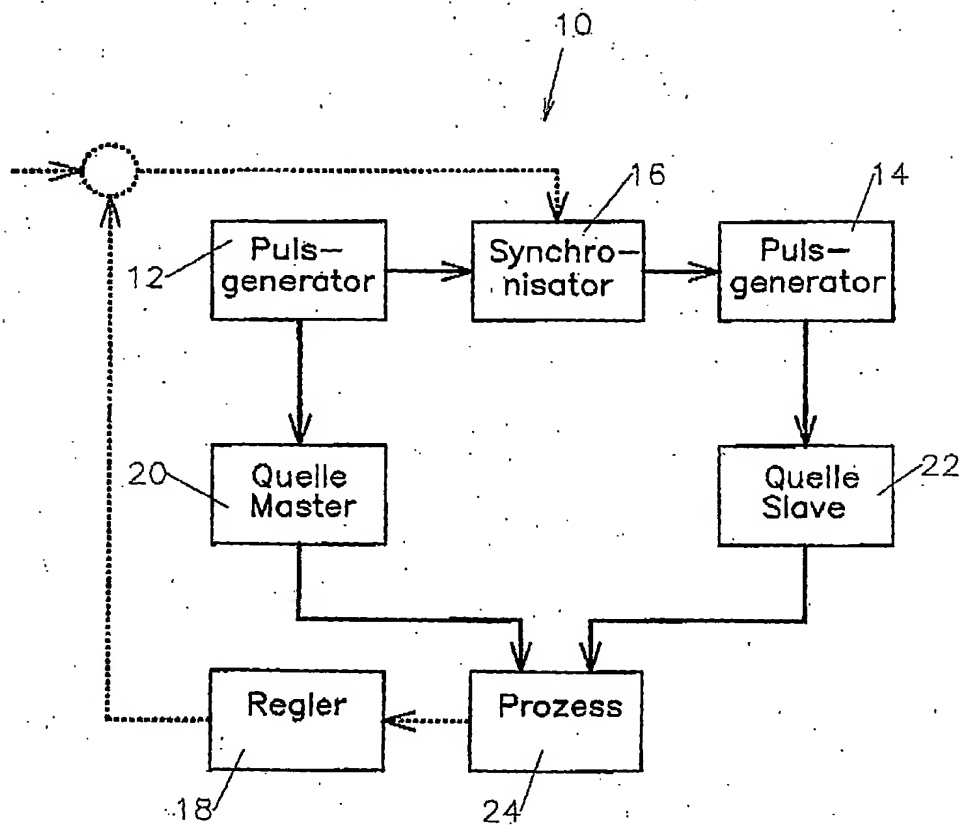 10
16
14
12
Puls-
generator
Synchro-
nisator
Puls-
generator
20
Quelle
Master
Quelle
Slave
22
Regler
Prozess
18
24